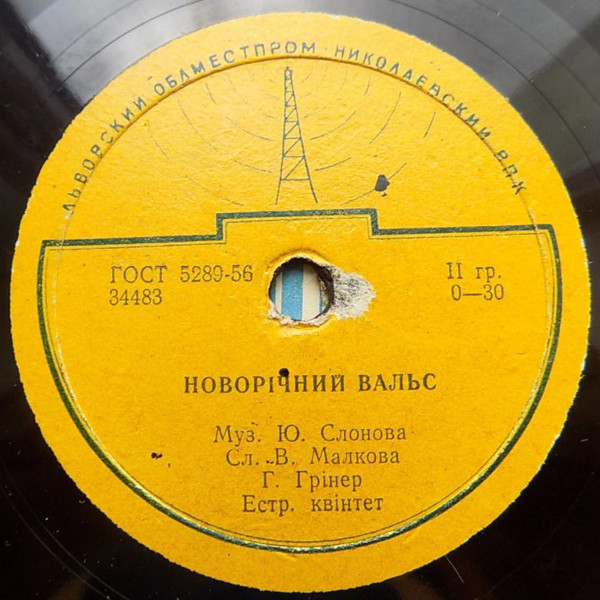 ЛЬВОВСКИЙ ОБЛМЕСТПРОМ НИКОЛАЕВСКИЙ Р.П.К
ГОСТ 5289-56
34483
II гр.
0—30
НОВОРІЧНИЙ ВАЛЬС
Муз. Ю. Слонова
Сл. В. Малкова
Г. Грінер
Естр. квінтет